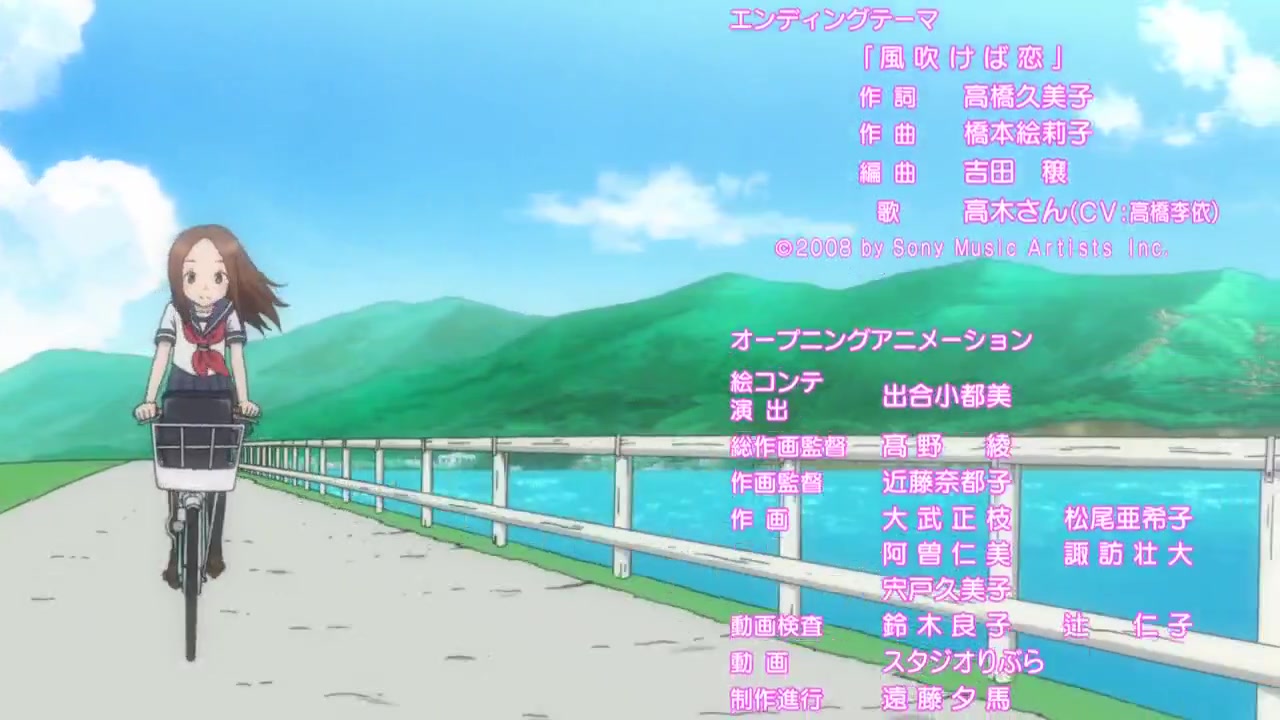 エンディングテーマ
「風吹けば恋」
作詞 高橋久美子
作曲 橋本絵莉子
編曲 吉田 穣
歌 高木さん(CV:高橋李依)
©2008 by Sony Music Artists Inc.
オープニングアニメーション
絵コンテ
演出 出合小都美
総作画監督 髙野 綾
作画監督 近藤奈都子
作画 大武正枝 松尾亜希子
阿曽仁美 諏訪壮大
宍戸久美子
動画検査 鈴木良子 辻 仁子
動画 スタジオりぶら
制作進行 遠藤夕馬